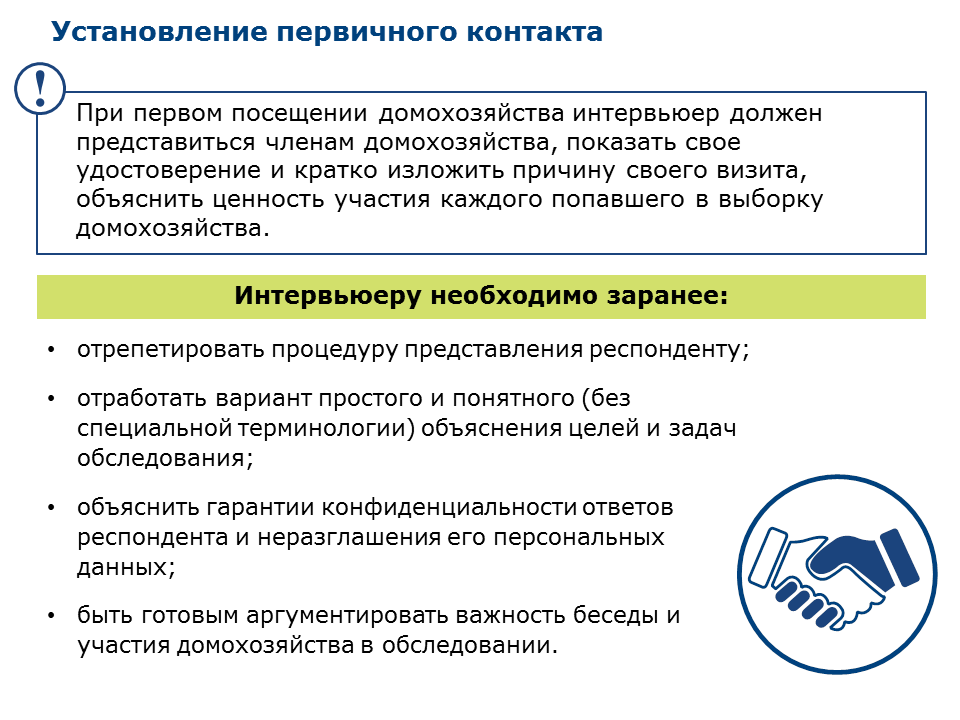 Установление первичного контакта
!
При первом посещении домохозяйства интервьюер должен
представиться членам домохозяйства, показать свое
удостоверение и кратко изложить причину своего визита,
объяснить ценность участия каждого попавшего в выборку
домохозяйства.
Интервьюеру необходимо заранее:
• отрепетировать процедуру представления респонденту;
• отработать вариант простого и понятного (без
специальной терминологии) объяснения целей и задач
обследования;
• объяснить гарантии конфиденциальности ответов
респондента и неразглашения его персональных
данных;
• быть готовым аргументировать важность беседы и
участия домохозяйства в обследовании.